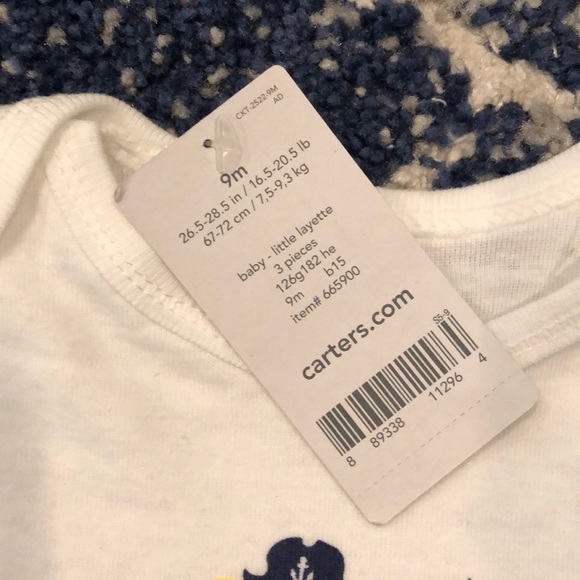 CKT-2522-9M
AD
9m
26.5-28.5 in / 16.5-20.5 lb
67-72 cm / 7,5-9,3 kg
baby - little layette
3 pieces
126g182 he
9m b15
item# 665900
carters.com
S5-9
8 89338 11296 4